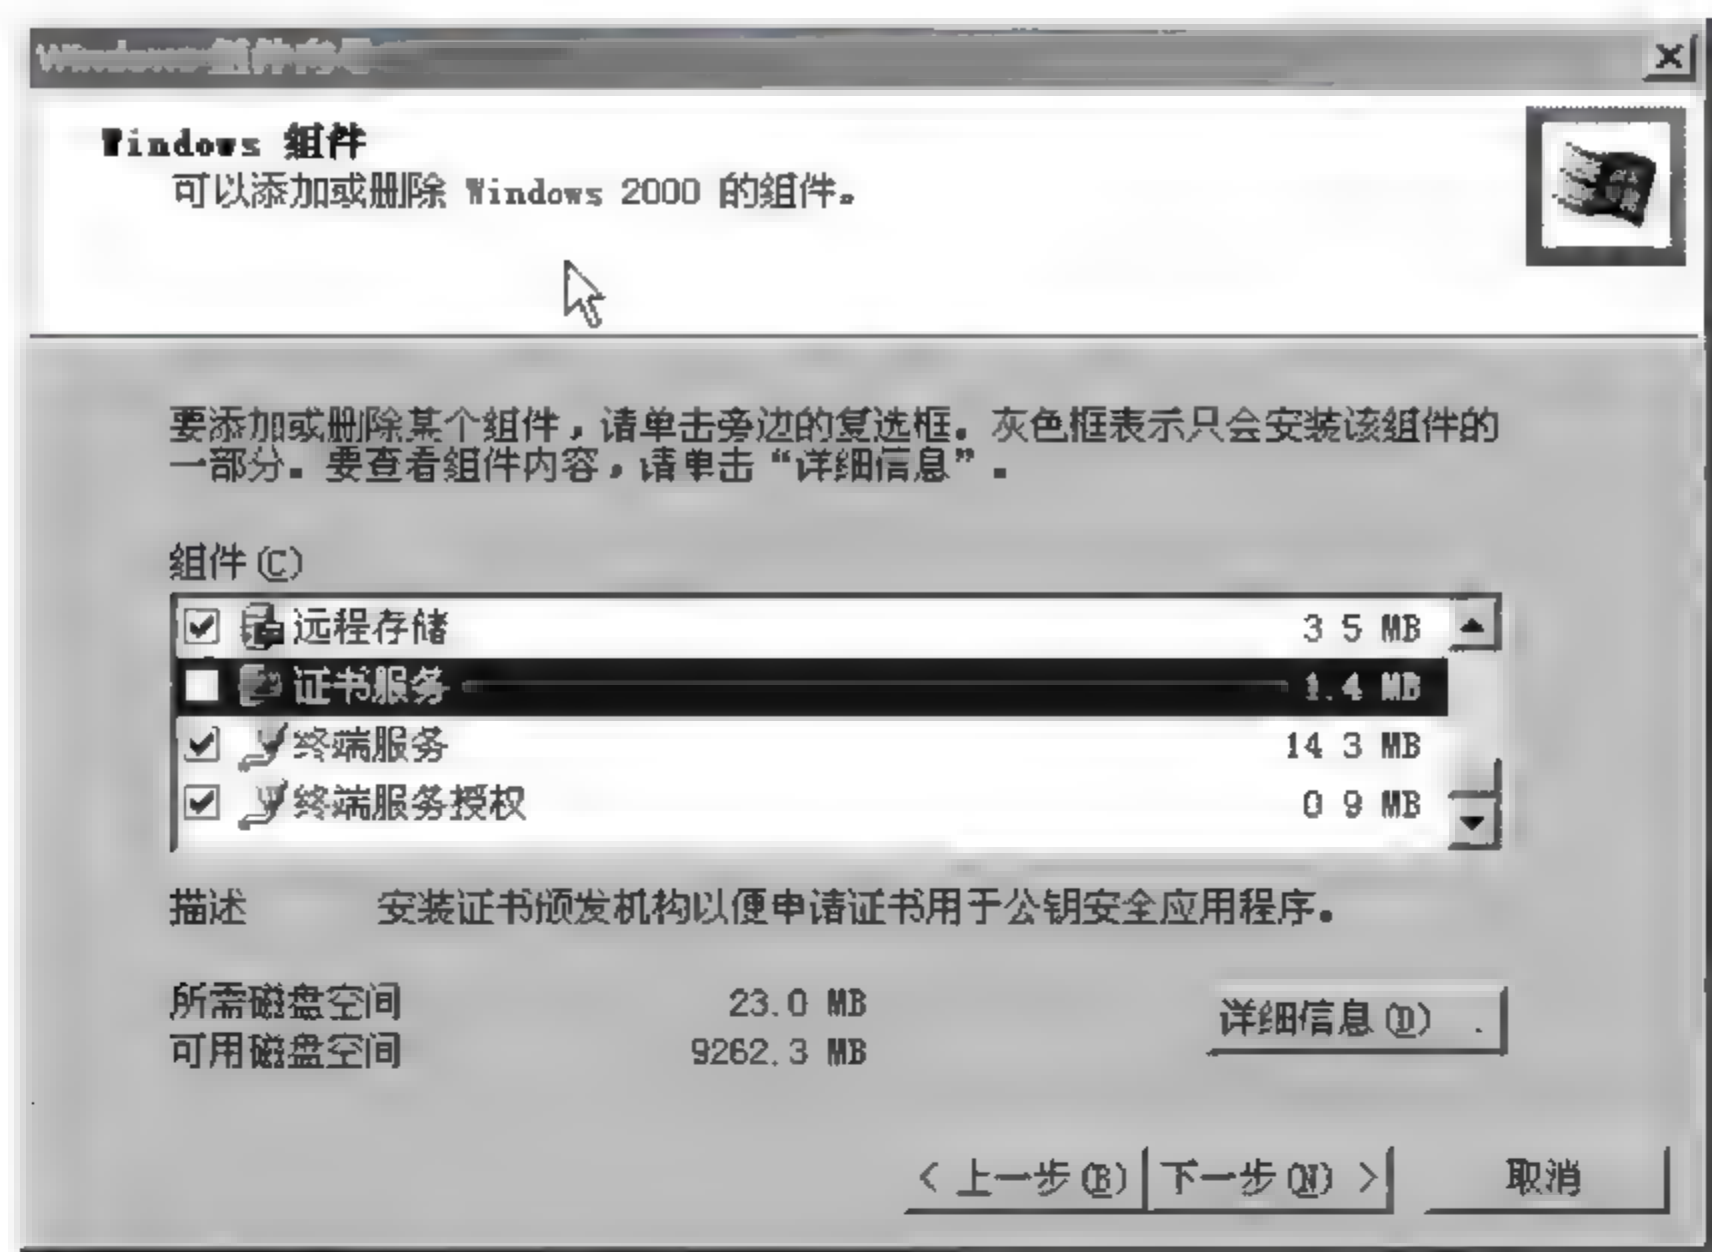 Windows 组件
可以添加或删除 Windows 2000 的组件。
要添加或删除某个组件，请单击旁边的复选框。灰色框表示只会安装该组件的
一部分。要查看组件内容，请单击“详细信息”。
组件(C)
远程存储 3 5 MB
证书服务 1.4 MB
终端服务 14 3 MB
终端服务授权 0 9 MB
描述 安装证书颁发机构以便申请证书用于公钥安全应用程序。
所需磁盘空间 23.0 MB
详细信息(D) .
可用磁盘空间 9262.3 MB
< 上一步(B) 下一步(N) > 取消